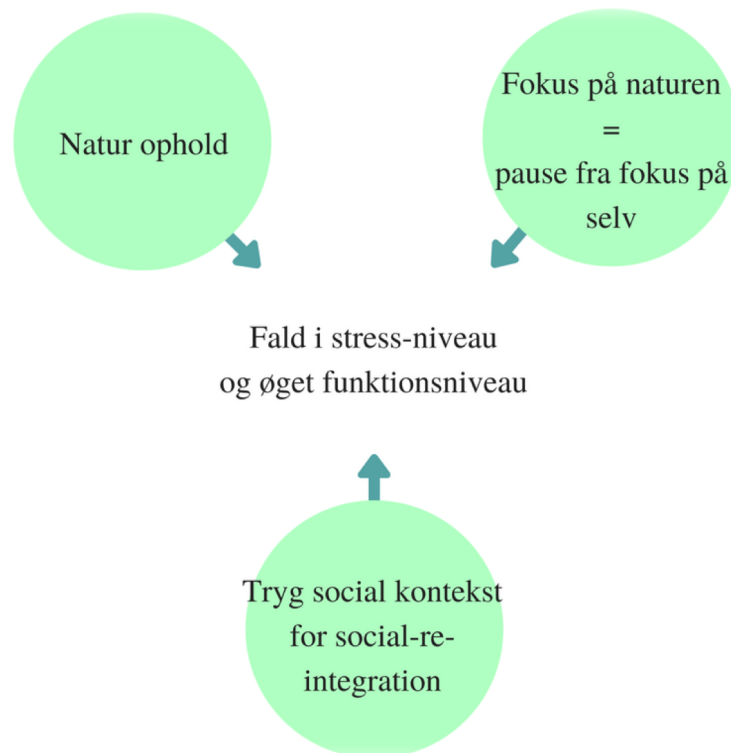 Natur ophold
Fokus på naturen
=
pause fra fokus på
selv
Fald i stress-niveau
og øget funktionsniveau
Tryg social kontekst
for social-re-
integration